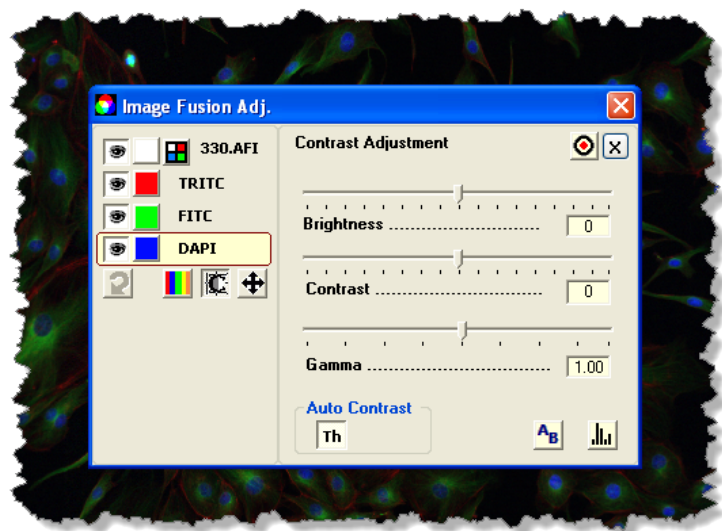 Image Fusion Adj.
330.AFI
TRITC
FITC
DAPI
Contrast Adjustment
X
Brightness
0
Contrast
0
Gamma
1.00
Auto Contrast
Th
AB